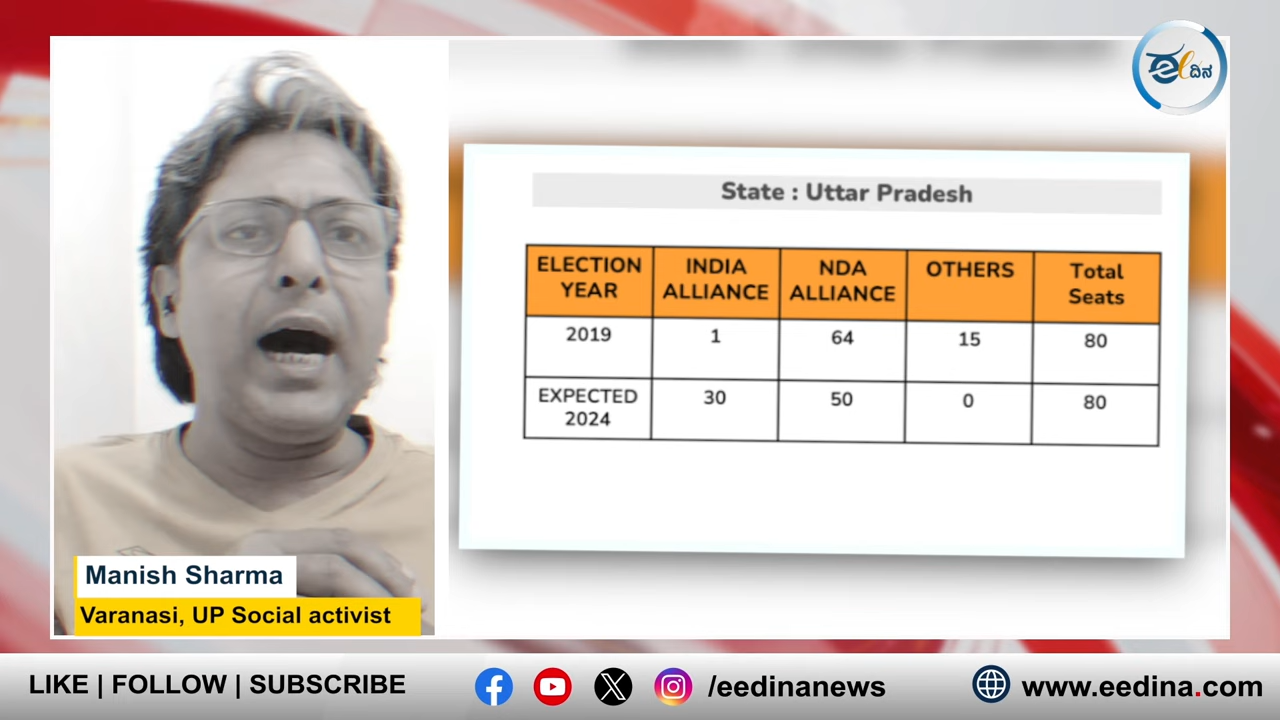 ಈದಿನ
State : Uttar Pradesh
ELECTION YEAR | INDIA ALLIANCE | NDA ALLIANCE | OTHERS | Total Seats
2019 | 1 | 64 | 15 | 80
EXPECTED 2024 | 30 | 50 | 0 | 80
Manish Sharma
Varanasi, UP Social activist
LIKE | FOLLOW | SUBSCRIBE
/eedinanews
www.eedina.com